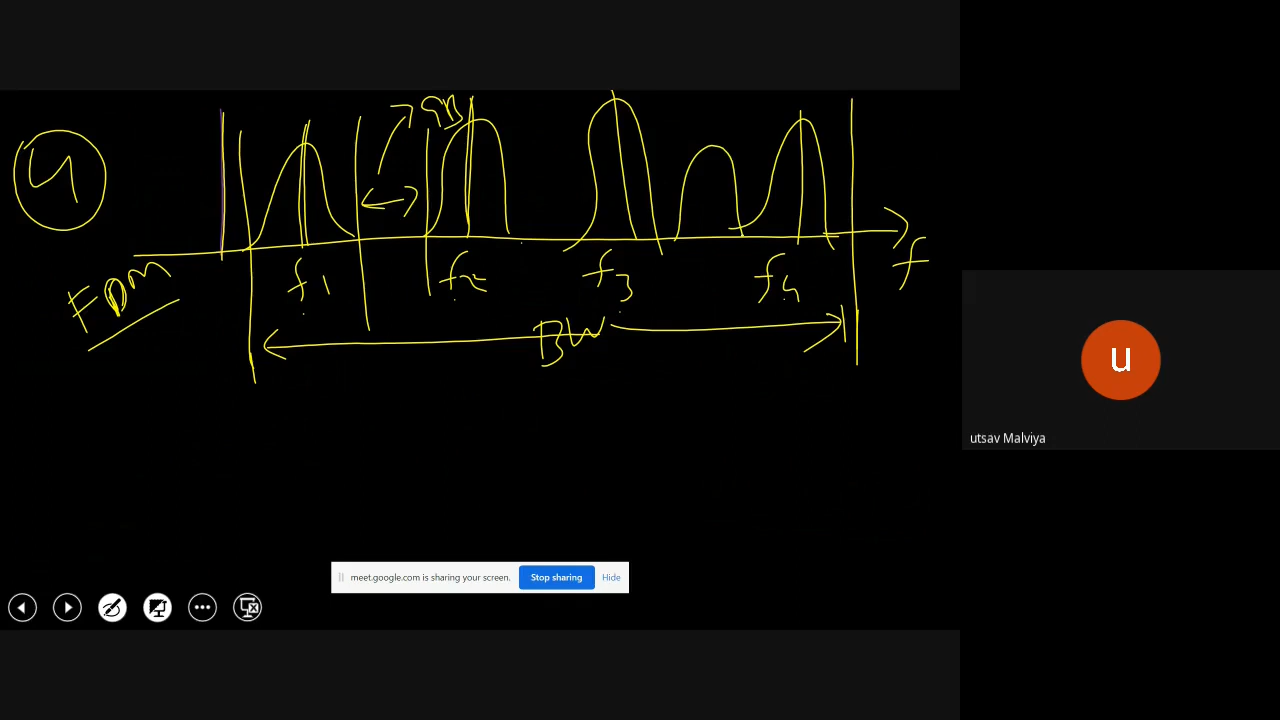 4
GB
f1 f2 f3 f4 f
FDM
BW
u
utsav Malviya
meet.google.com is sharing your screen. Stop sharing Hide